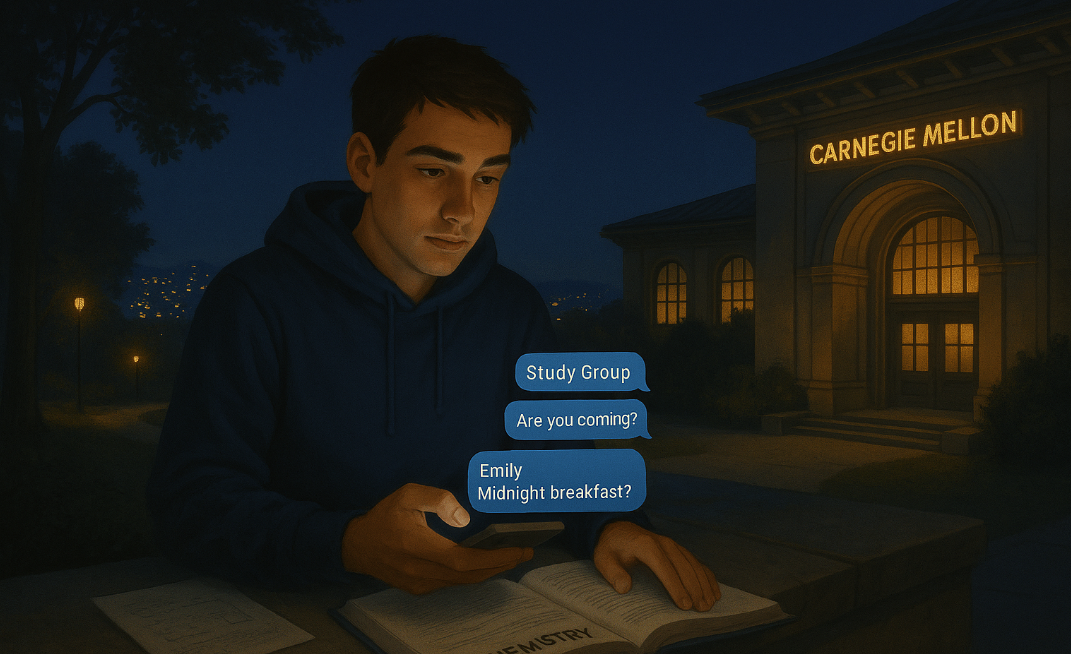 CARNEGIE MELLON
Study Group
Are you coming?
Emily
Midnight breakfast?
EMISTRY